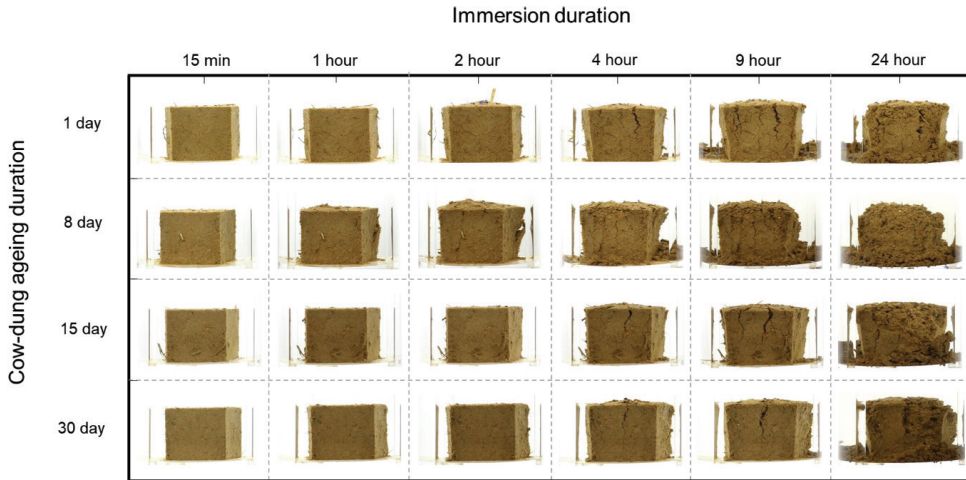 Immersion duration
15 min 1 hour 2 hour 4 hour 9 hour 24 hour
Cow-dung ageing duration
1 day
8 day
15 day
30 day